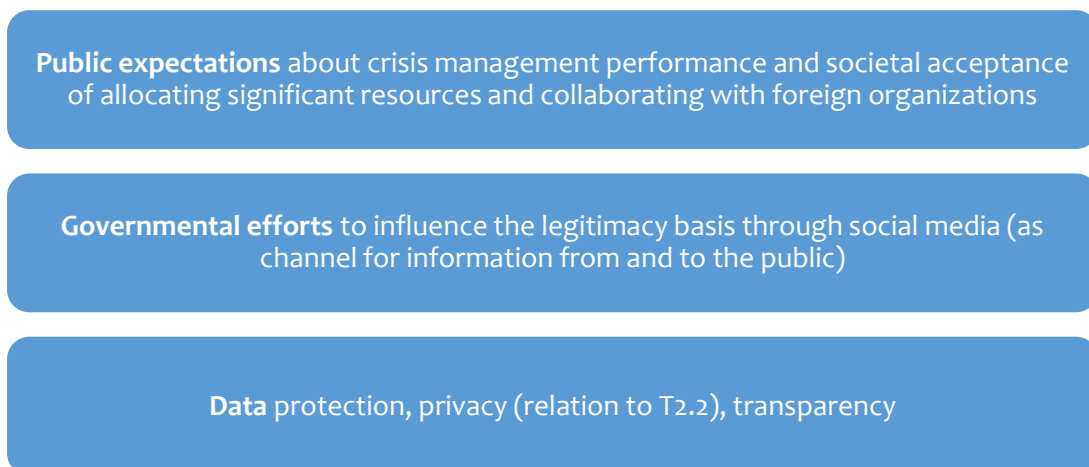 Public expectations about crisis management performance and societal acceptance
of allocating significant resources and collaborating with foreign organizations
Governmental efforts to influence the legitimacy basis through social media (as
channel for information from and to the public)
Data protection, privacy (relation to T2.2), transparency